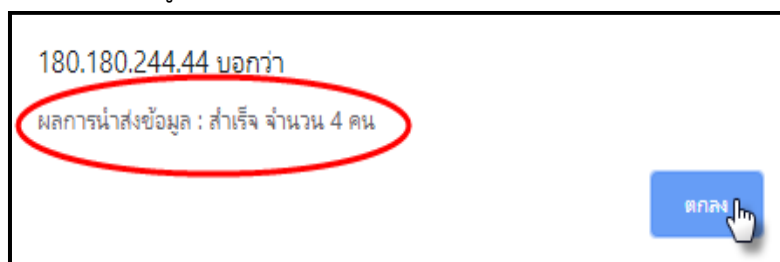 180.180.244.44 บอกว่า
ผลการนำส่งข้อมูล : สำเร็จ จำนวน 4 คน
ตกลง